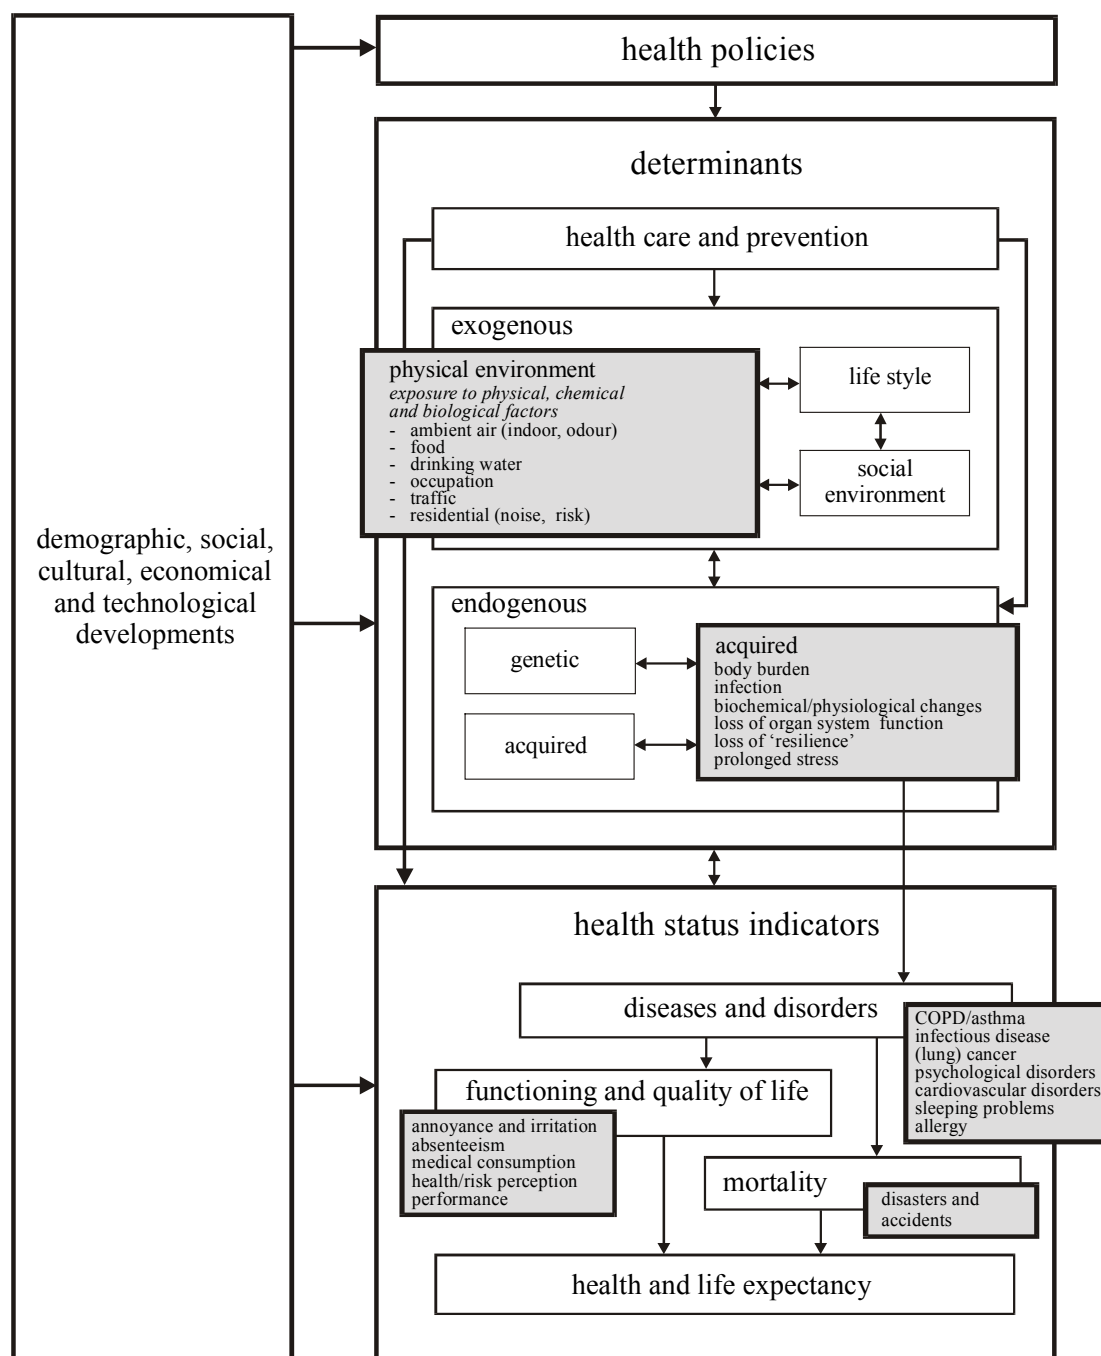 health policies
determinants
health care and prevention
exogenous
physical environment
exposure to physical, chemical
and biological factors
- ambient air (indoor, odour)
- food
- drinking water
- occupation
- traffic
- residential (noise, risk)
life style
social
environment
demographic, social,
cultural, economical
and technological
developments
endogenous
genetic
acquired
acquired
body burden
infection
biochemical/physiological changes
loss of organ system function
loss of ‘resilience’
prolonged stress
health status indicators
diseases and disorders
COPD/asthma
infectious disease
(lung) cancer
psychological disorders
cardiovascular disorders
sleeping problems
allergy
functioning and quality of life
annoyance and irritation
absenteeism
medical consumption
health/risk perception
performance
mortality
disasters and
accidents
health and life expectancy